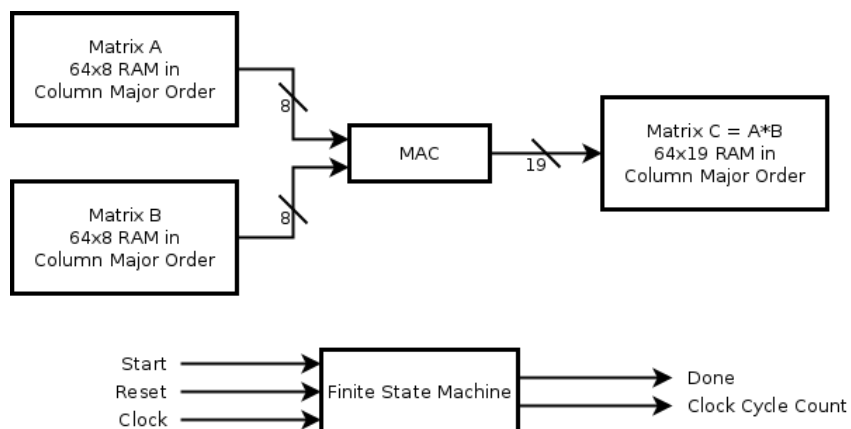 Matrix A
64x8 RAM in
Column Major Order
8
Matrix B
64x8 RAM in
Column Major Order
8
MAC
19
Matrix C = A*B
64x19 RAM in
Column Major Order
Start
Reset
Clock
Finite State Machine
Done
Clock Cycle Count